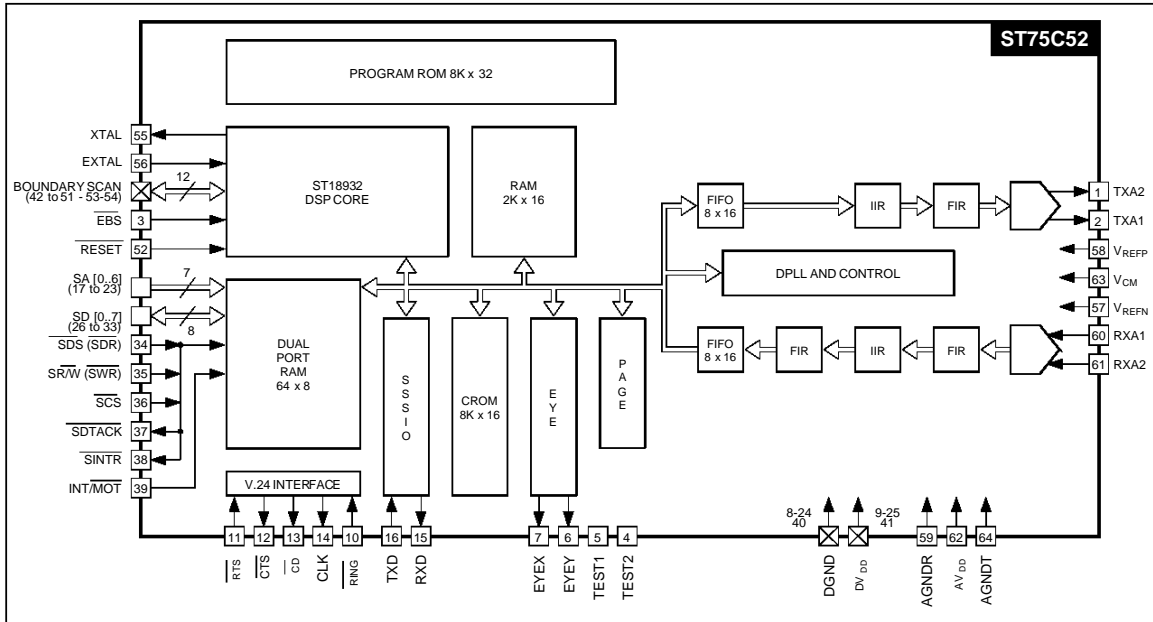 ST75C52
PROGRAM ROM 8K x 32
XTAL
55
EXTAL
56
BOUNDARY SCAN
(42 to 51 - 53-54)
12
EBS
3
RESET
52
SA [0..6]
(17 to 23)
7
SD [0..7]
(26 to 33)
8
SDS (SDR)
34
SR/W (SWR)
35
SCS
36
SDTACK
37
SINTR
38
INT/MOT
39
ST18932
DSP CORE
RAM
2K x 16
DUAL
PORT
RAM
64 x 8
SSSIO
CROM
8K x 16
EYE
PAGE
V.24 INTERFACE
FIFO
8 x 16
IIR
FIR
DPLL AND CONTROL
FIFO
8 x 16
FIR
IIR
FIR
1
TXA2
2
TXA1
58
VREFP
63
VCM
57
VREFN
60
RXA1
61
RXA2
11
12
13
14
10
16
15
7
6
5
4
8-24
40
9-25
41
59
62
64
RTS
CTS
CD
CLK
RING
TXD
RXD
EYEX
EYEY
TEST1
TEST2
DGND
DVDD
AGNDR
AVDD
AGNDT